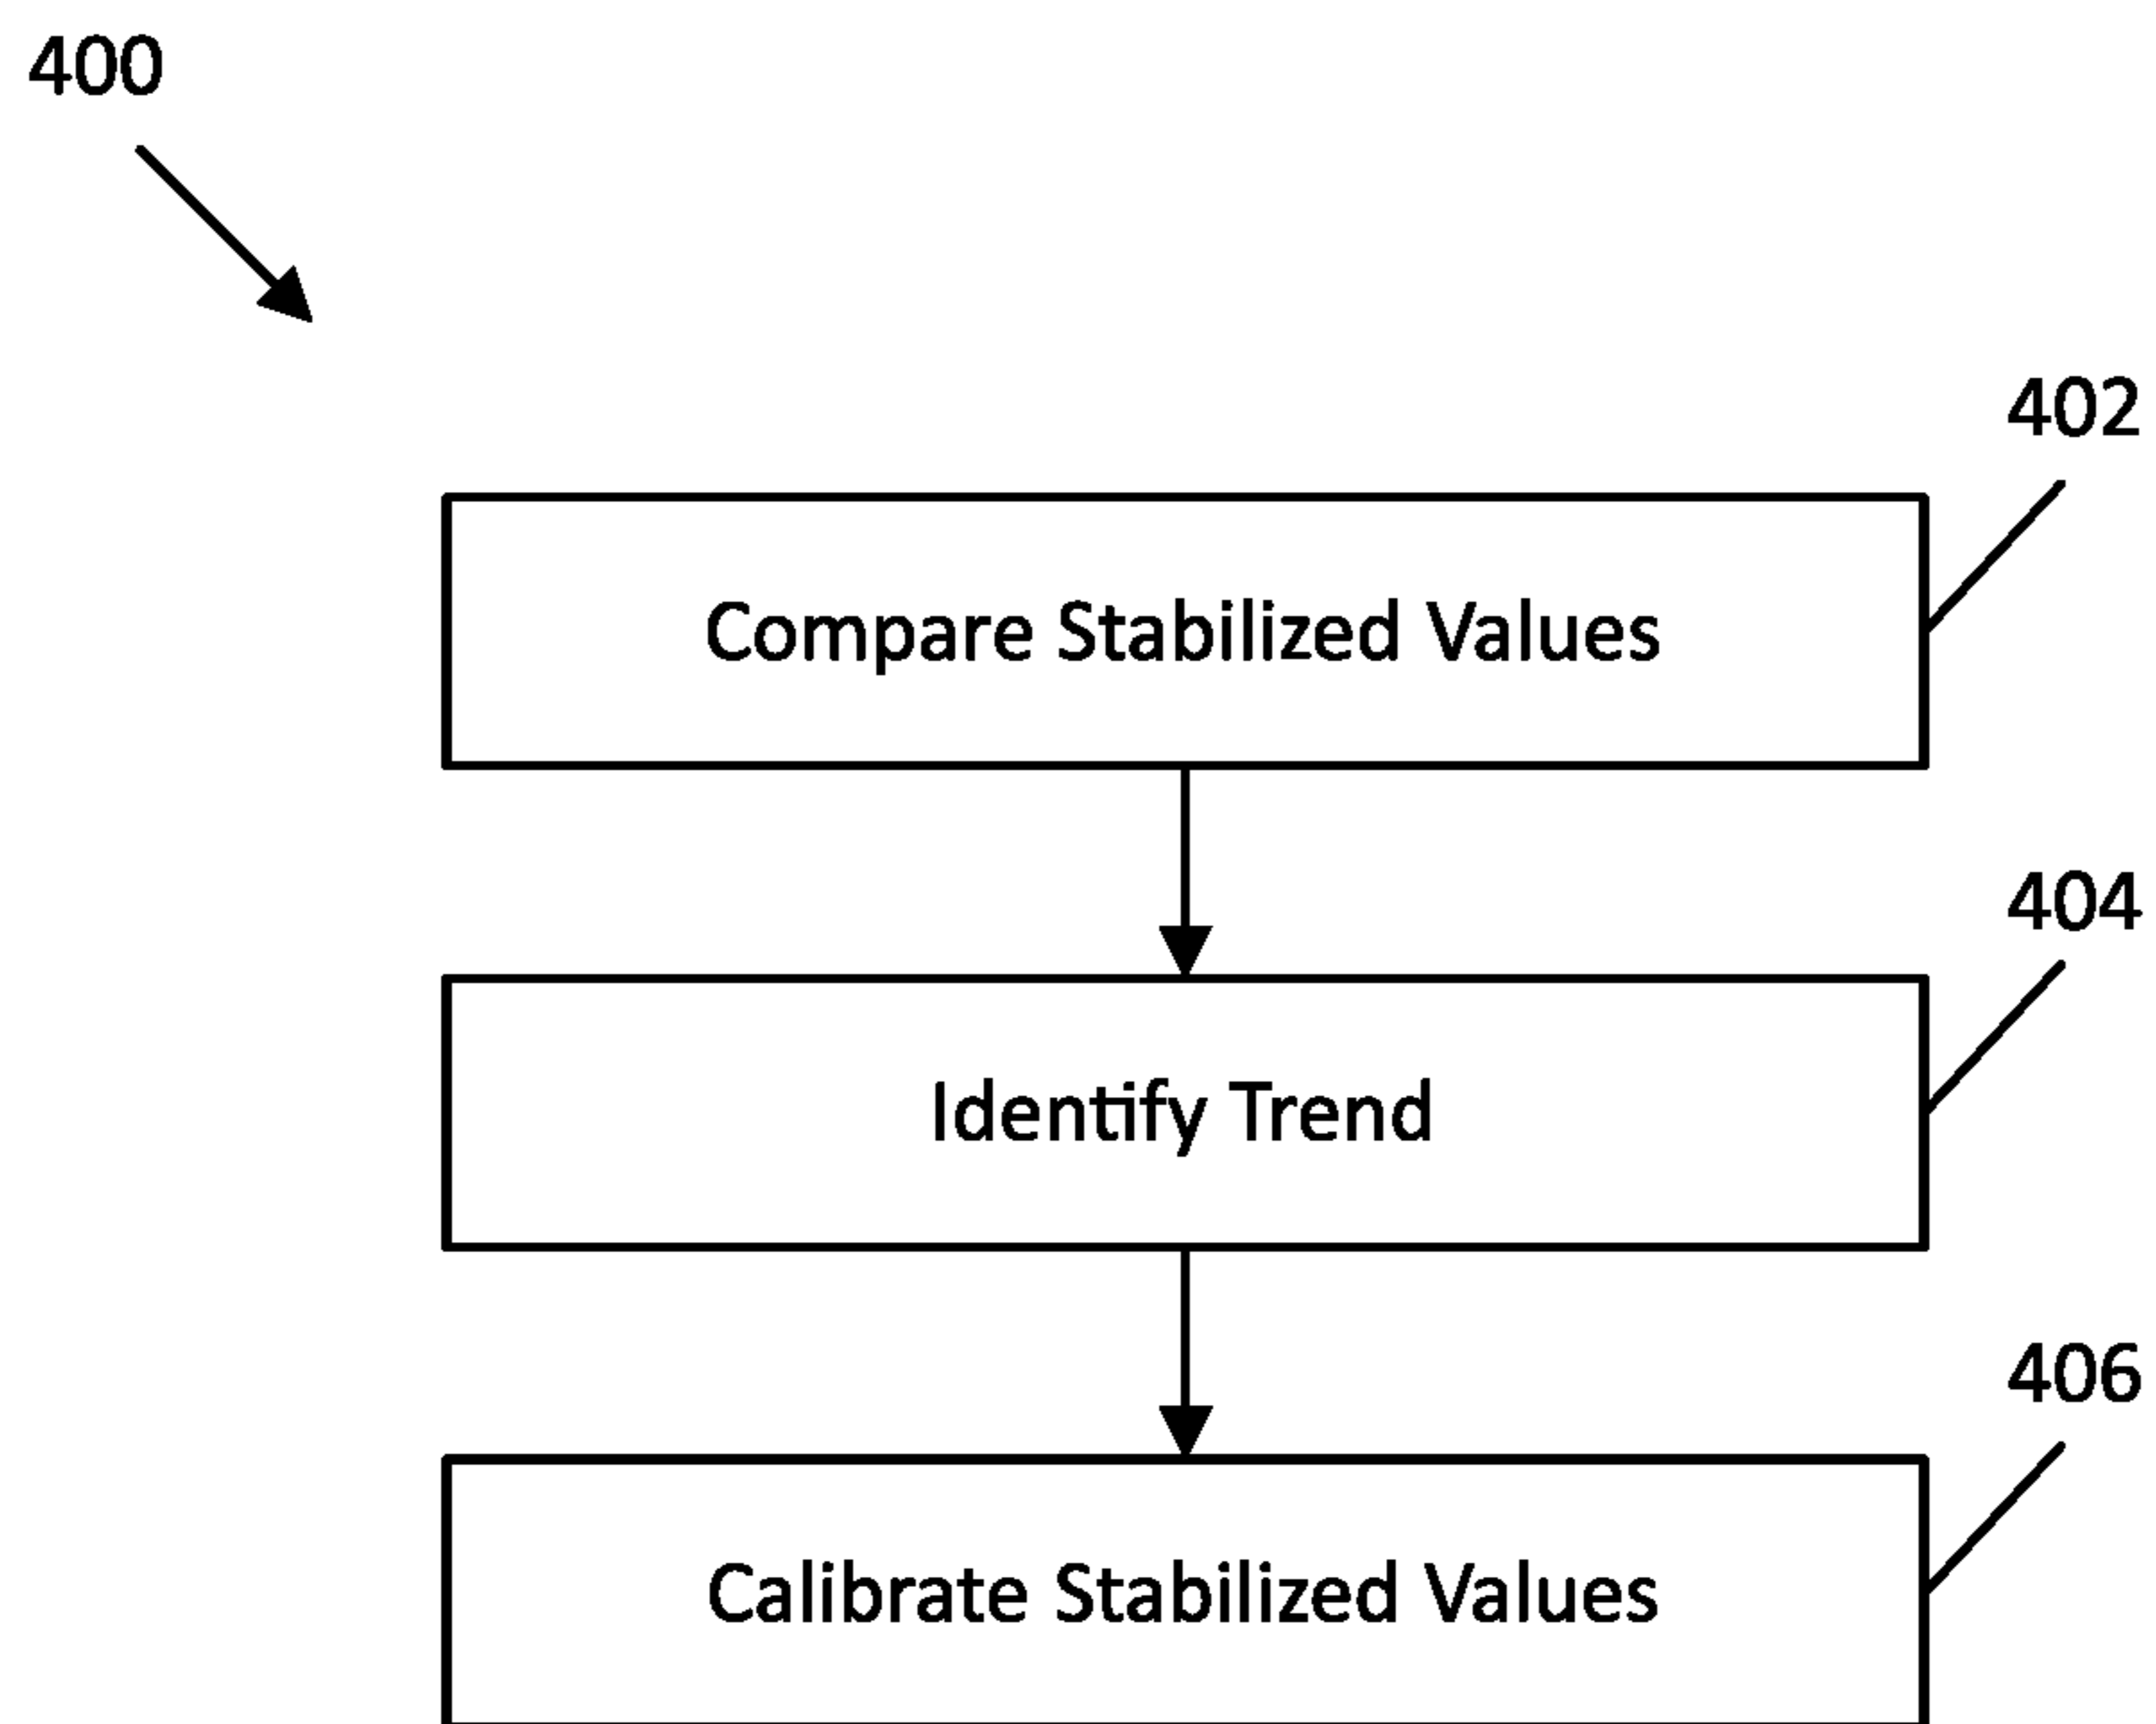 400
402
Compare Stabilized Values
404
Identify Trend
406
Calibrate Stabilized Values